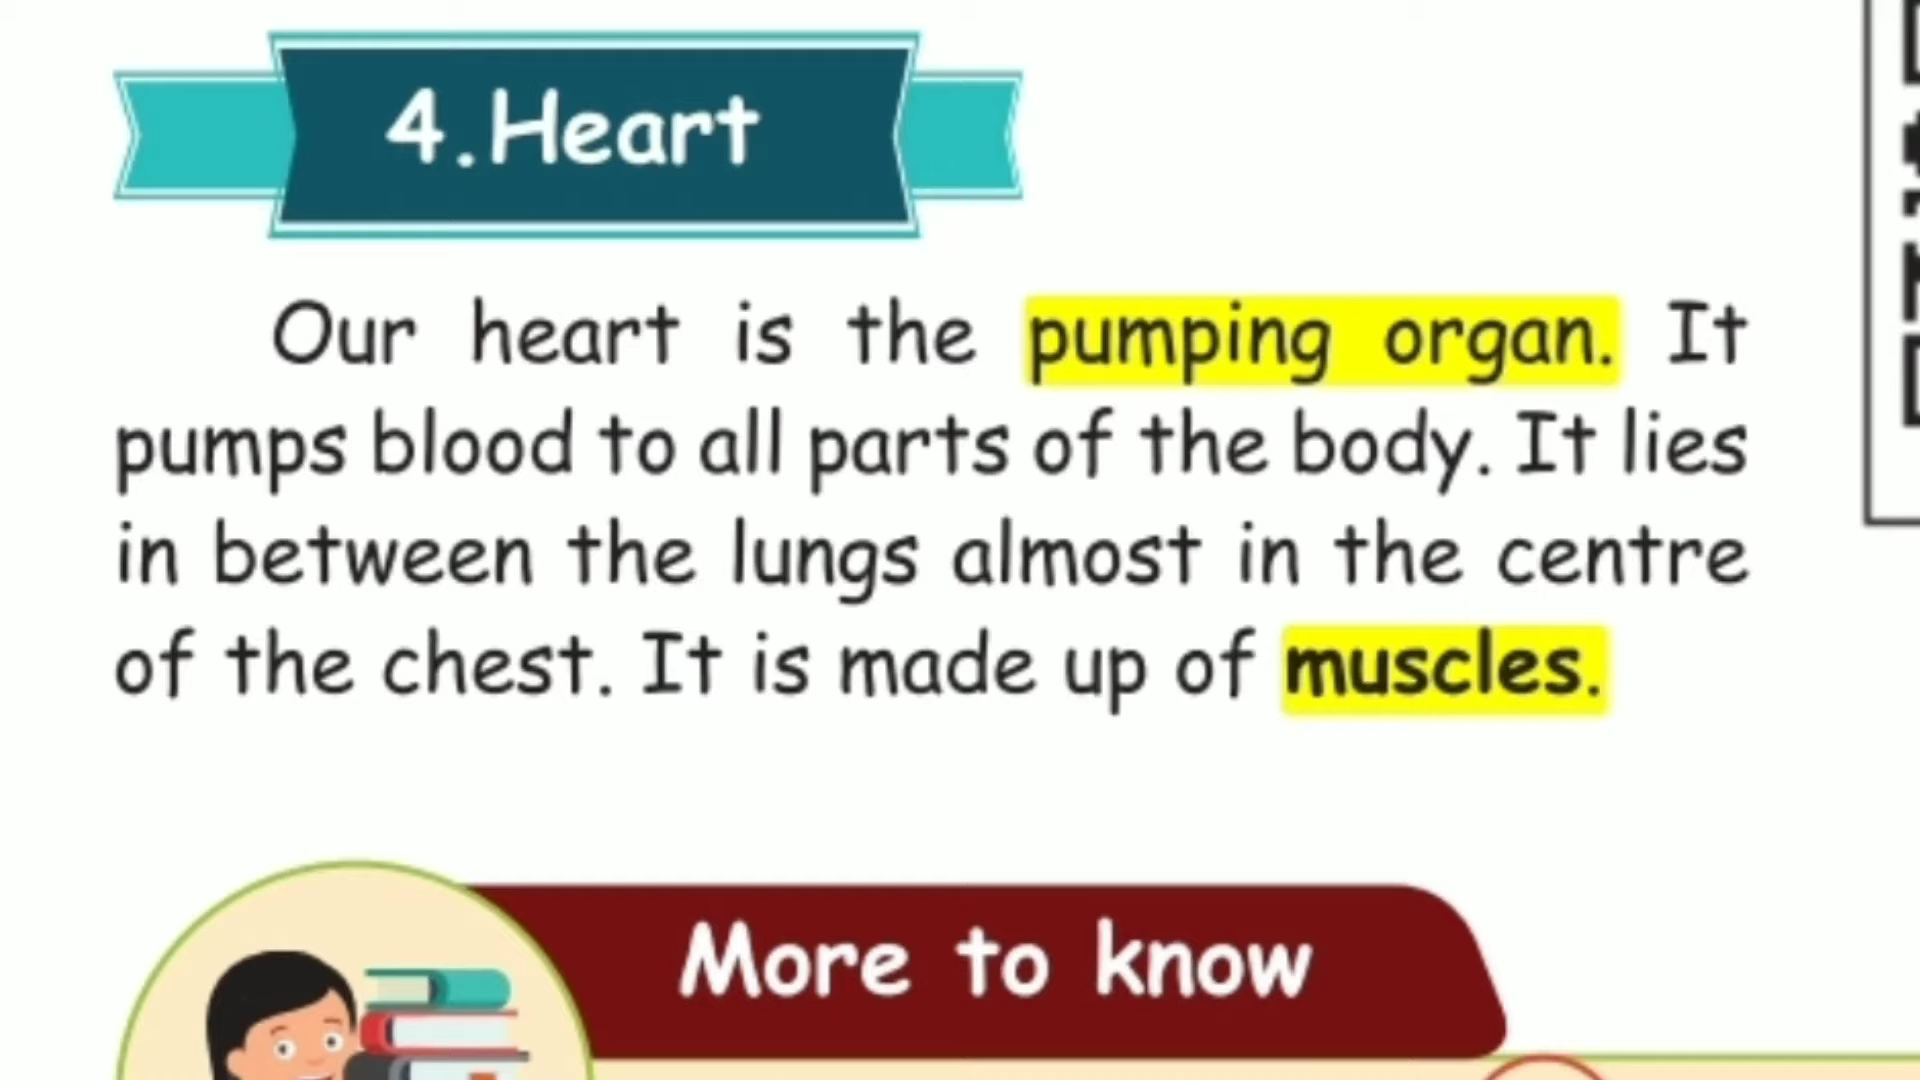 4.Heart
Our heart is the pumping organ. It
pumps blood to all parts of the body. It lies
in between the lungs almost in the centre
of the chest. It is made up of muscles.
More to know